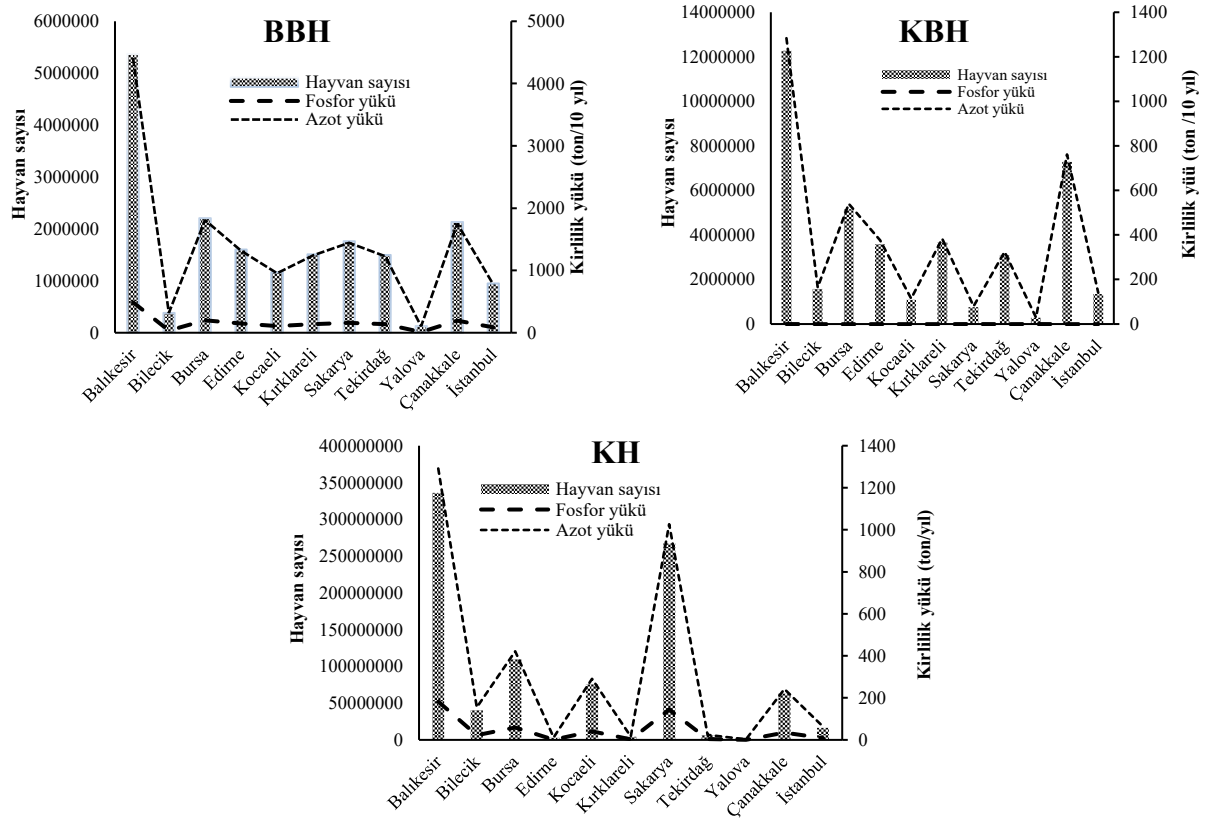 BBH
Hayvan sayısı
Fosfor yükü
Azot yükü
Hayvan sayısı
6000000
5000000
4000000
3000000
2000000
1000000
0
5000
4000
3000
2000
1000
0
Kirlilik yükü (ton/10 yıl)
Balıkesir
Bilecik
Bursa
Edirne
Kocaeli
Kırklareli
Sakarya
Tekirdağ
Yalova
Çanakkale
İstanbul
KBH
Hayvan sayısı
Fosfor yükü
Azot yükü
Hayvan sayısı
14000000
12000000
10000000
8000000
6000000
4000000
2000000
0
1400
1200
1000
800
600
400
200
0
Kirlilik yüü (ton /10 yıl)
Balıkesir
Bilecik
Bursa
Edirne
Kocaeli
Kırklareli
Sakarya
Tekirdağ
Yalova
Çanakkale
İstanbul
KH
Hayvan sayısı
Fosfor yükü
Azot yükü
Hayvan sayısı
400000000
350000000
300000000
250000000
200000000
150000000
100000000
50000000
0
1400
1200
1000
800
600
400
200
0
Kirlilik yükü (ton/yıl)
Balıkesir
Bilecik
Bursa
Edirne
Kocaeli
Kırklareli
Sakarya
Tekirdağ
Yalova
Çanakkale
İstanbul